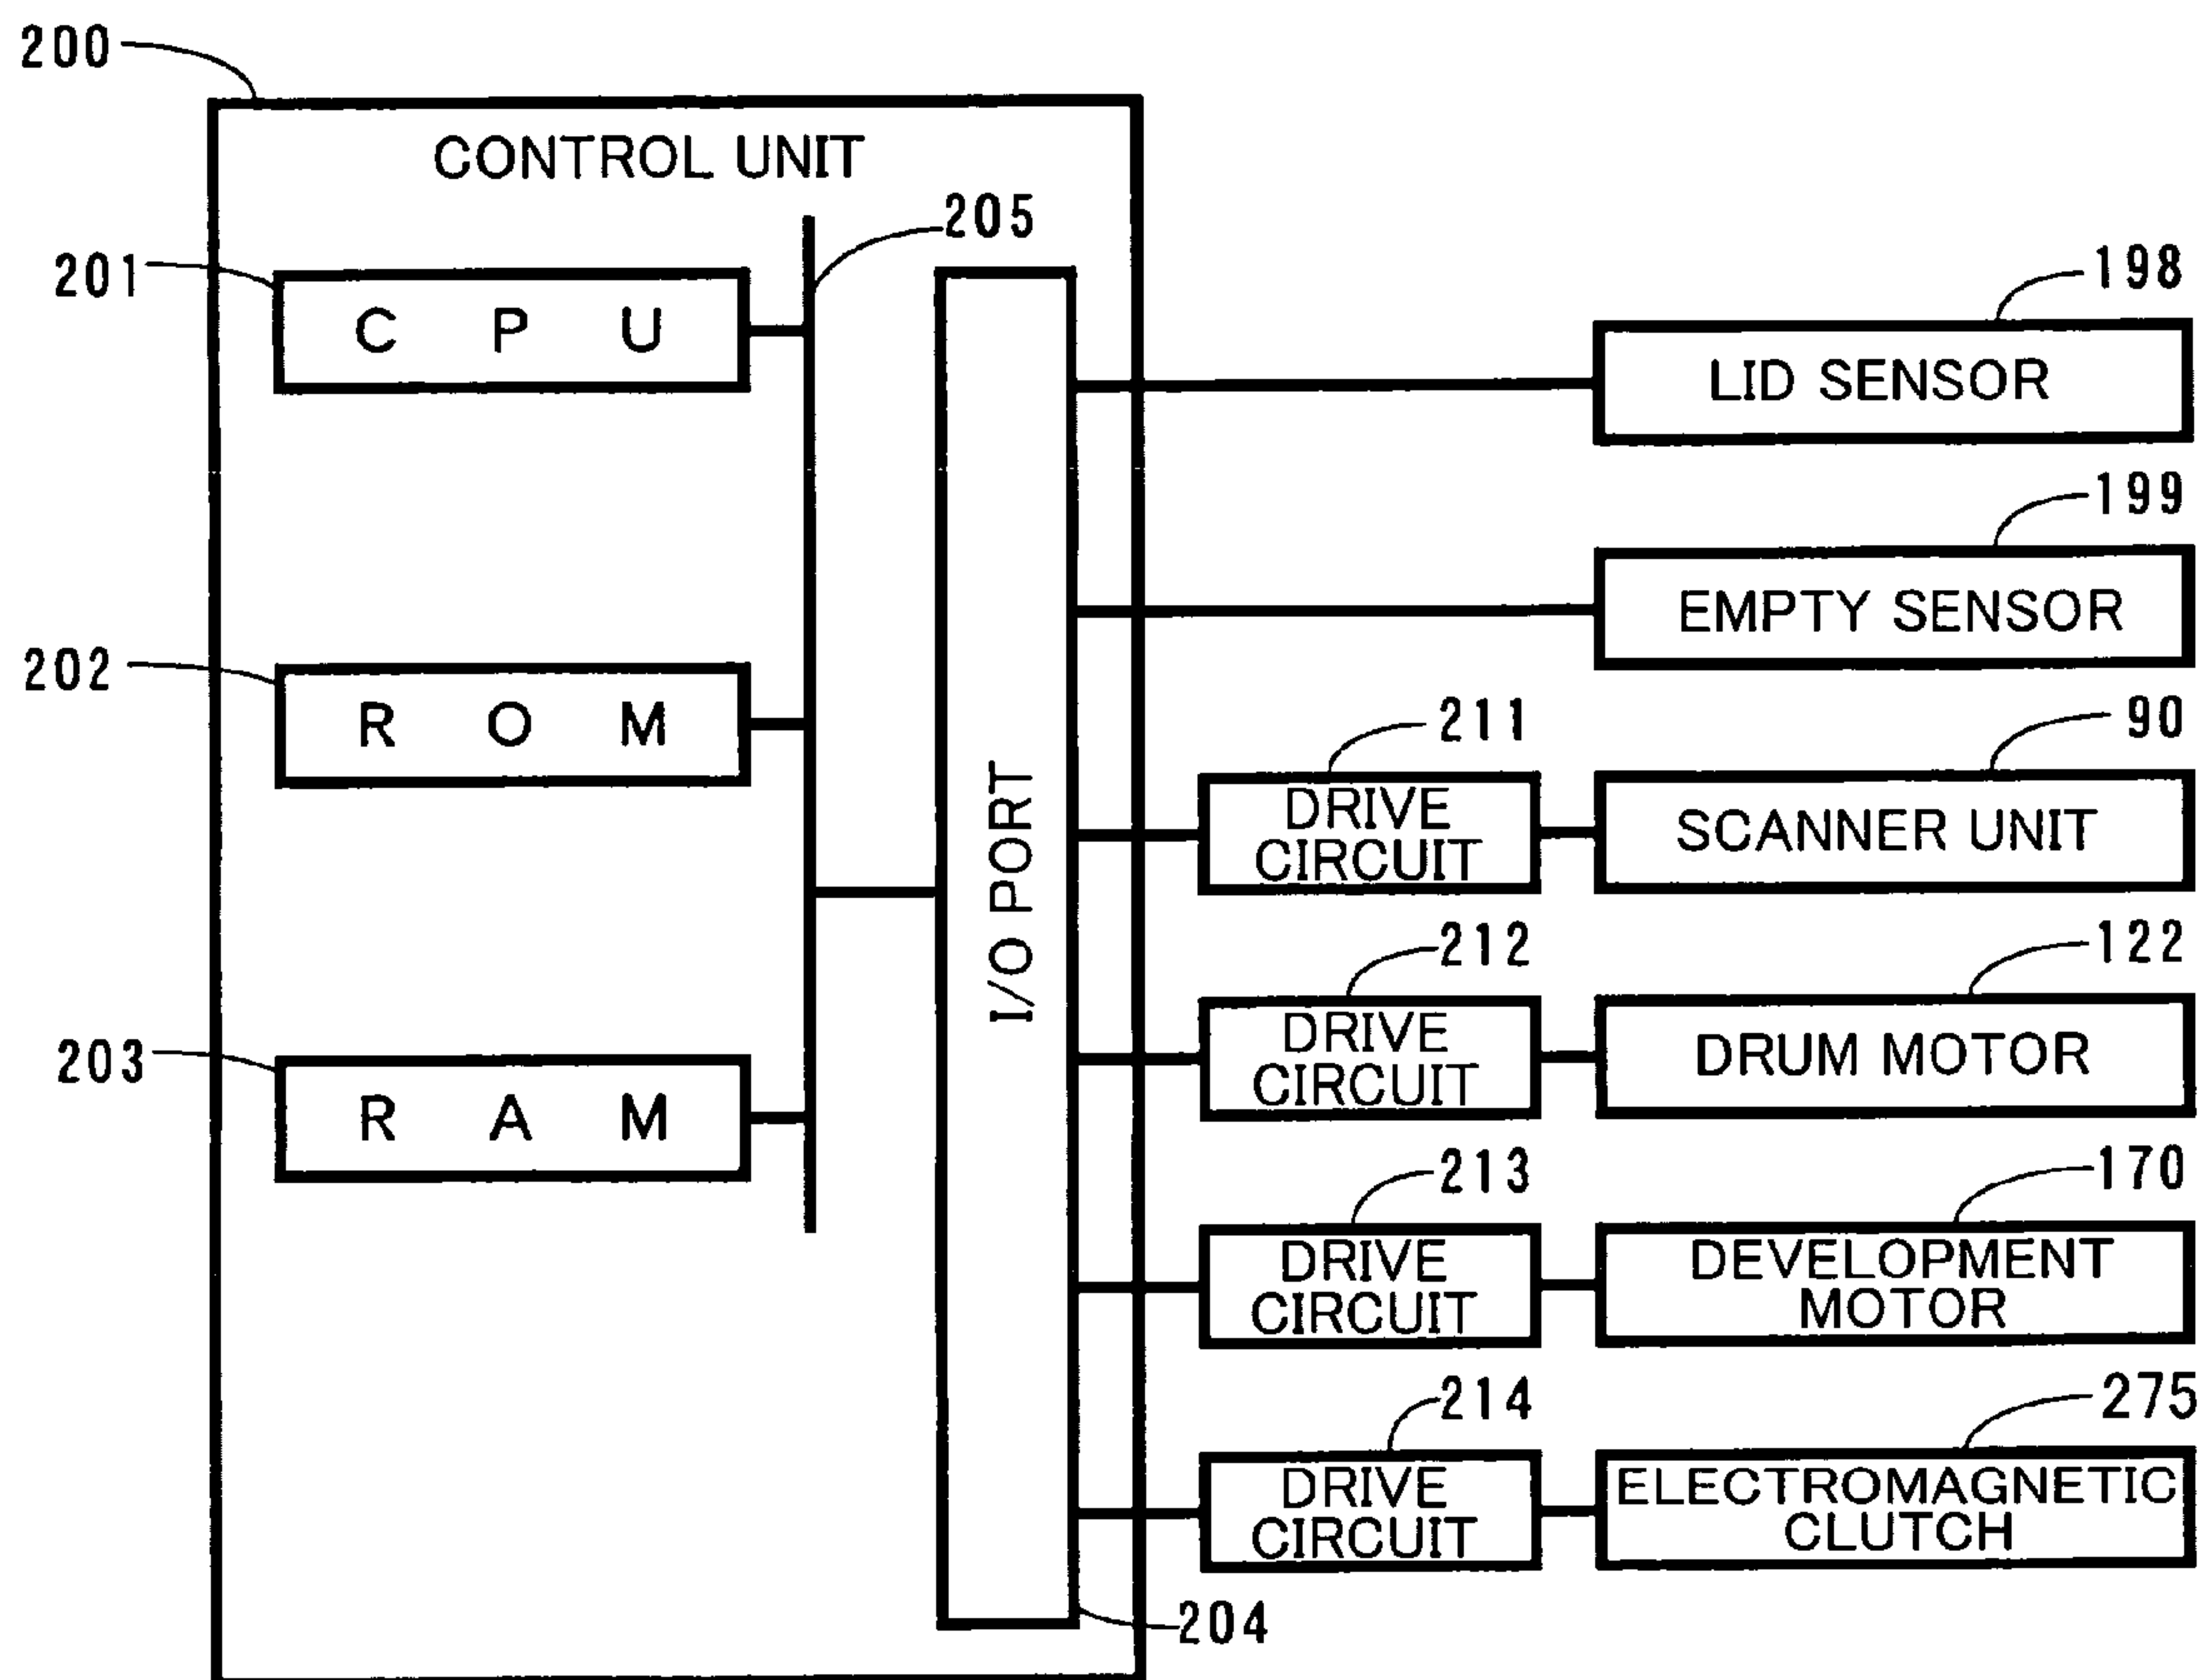 200
CONTROL UNIT
205
201
C P U
198
LID SENSOR
199
EMPTY SENSOR
202
R O M
211
DRIVE
CIRCUIT
90
SCANNER UNIT
I/O PORT
212
DRIVE
CIRCUIT
122
DRUM MOTOR
203
R A M
213
DRIVE
CIRCUIT
170
DEVELOPMENT
MOTOR
214
DRIVE
CIRCUIT
275
ELECTROMAGNETIC
CLUTCH
204